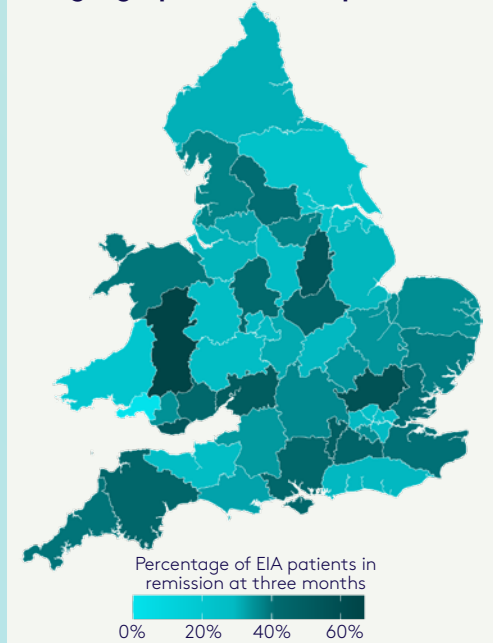 Percentage of EIA patients in
remission at three months
0% 20% 40% 60%